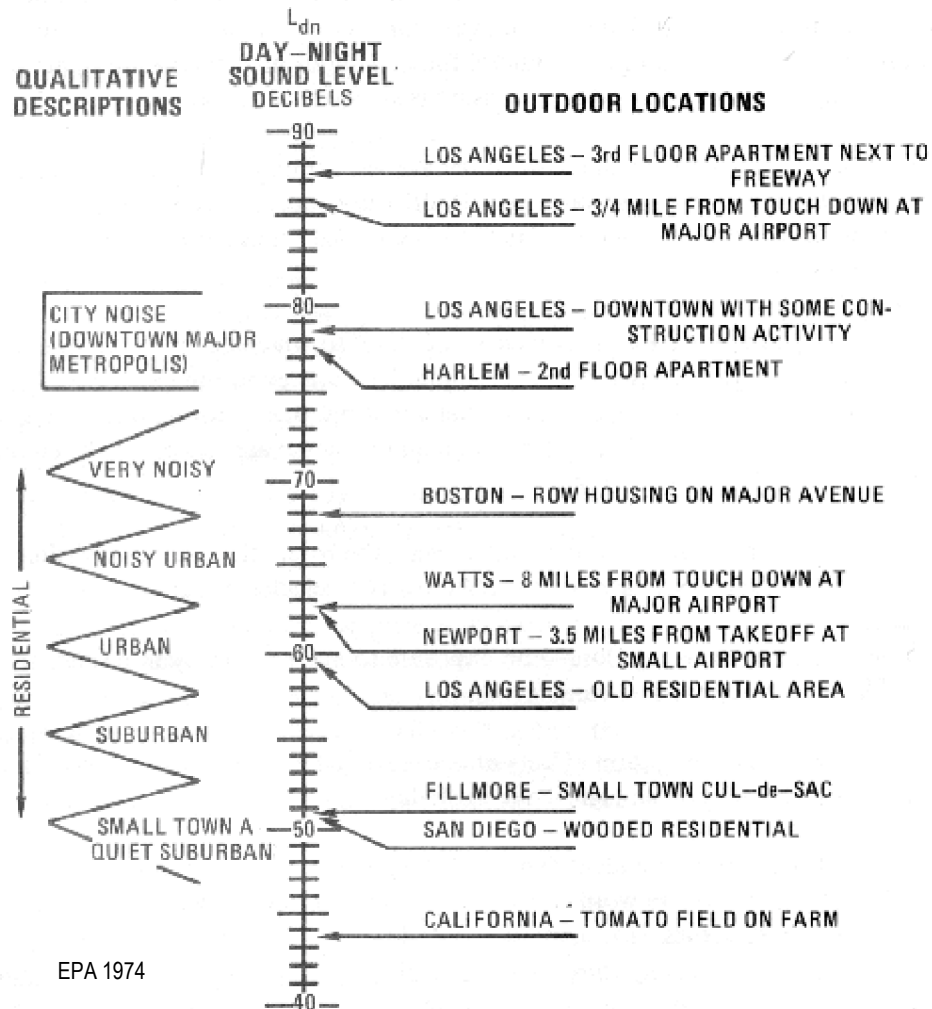 L dn
DAY–NIGHT
SOUND LEVEL
DECIBELS
QUALITATIVE
DESCRIPTIONS
OUTDOOR LOCATIONS
90
LOS ANGELES – 3rd FLOOR APARTMENT NEXT TO
FREEWAY
LOS ANGELES – 3/4 MILE FROM TOUCH DOWN AT
MAJOR AIRPORT
80
CITY NOISE
(DOWNTOWN MAJOR
METROPOLIS)
LOS ANGELES – DOWNTOWN WITH SOME CON-
STRUCTION ACTIVITY
HARLEM – 2nd FLOOR APARTMENT
RESIDENTIAL
VERY NOISY
70
BOSTON – ROW HOUSING ON MAJOR AVENUE
NOISY URBAN
WATTS – 8 MILES FROM TOUCH DOWN AT
MAJOR AIRPORT
URBAN
NEWPORT – 3.5 MILES FROM TAKEOFF AT
SMALL AIRPORT
60
LOS ANGELES – OLD RESIDENTIAL AREA
SUBURBAN
FILLMORE – SMALL TOWN CUL–de–SAC
SMALL TOWN A
QUIET SUBURBAN
50
SAN DIEGO – WOODED RESIDENTIAL
CALIFORNIA – TOMATO FIELD ON FARM
EPA 1974
40